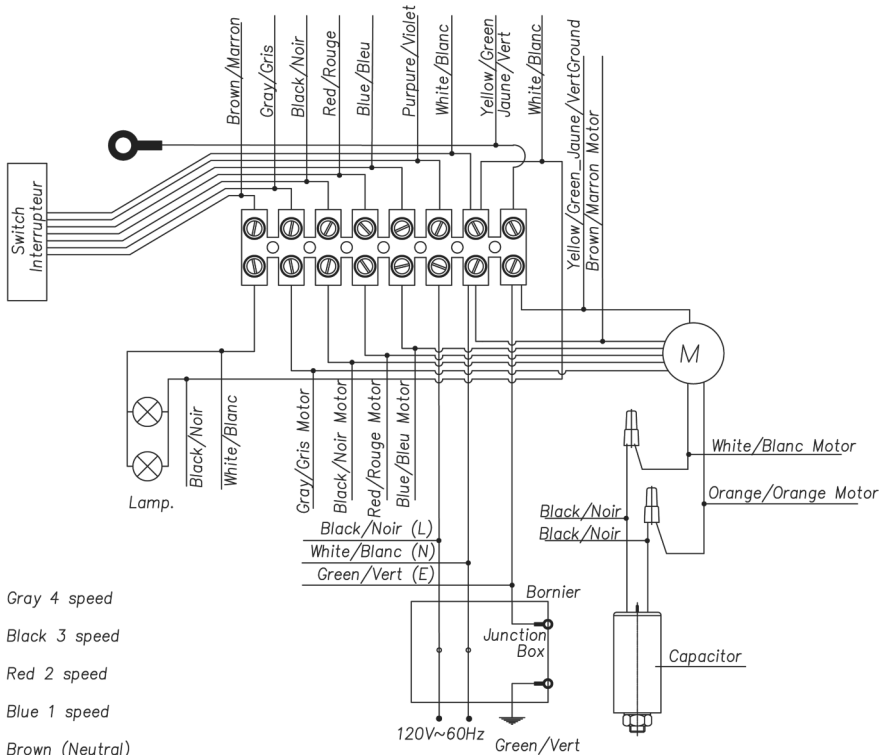 Brown/Marron
Gray/Gris
Black/Noir
Red/Rouge
Blue/Bleu
Purpure/Violet
White/Blanc
Yellow/Green
Jaune/Vert
White/Blanc
Yellow/Green_Jaune/VertGround
Brown/Marron Motor
Switch
Interrupteur
M
Black/Noir
White/Blanc
Lamp.
Gray/Gris Motor
Black/Noir Motor
Red/Rouge Motor
Blue/Bleu Motor
White/Blanc Motor
Orange/Orange Motor
Black/Noir
Black/Noir
Black/Noir (L)
White/Blanc (N)
Green/Vert (E)
Bornier
Junction
Box
Capacitor
120V~60Hz
Green/Vert
Gray 4 speed
Black 3 speed
Red 2 speed
Blue 1 speed
Brown (Neutral)